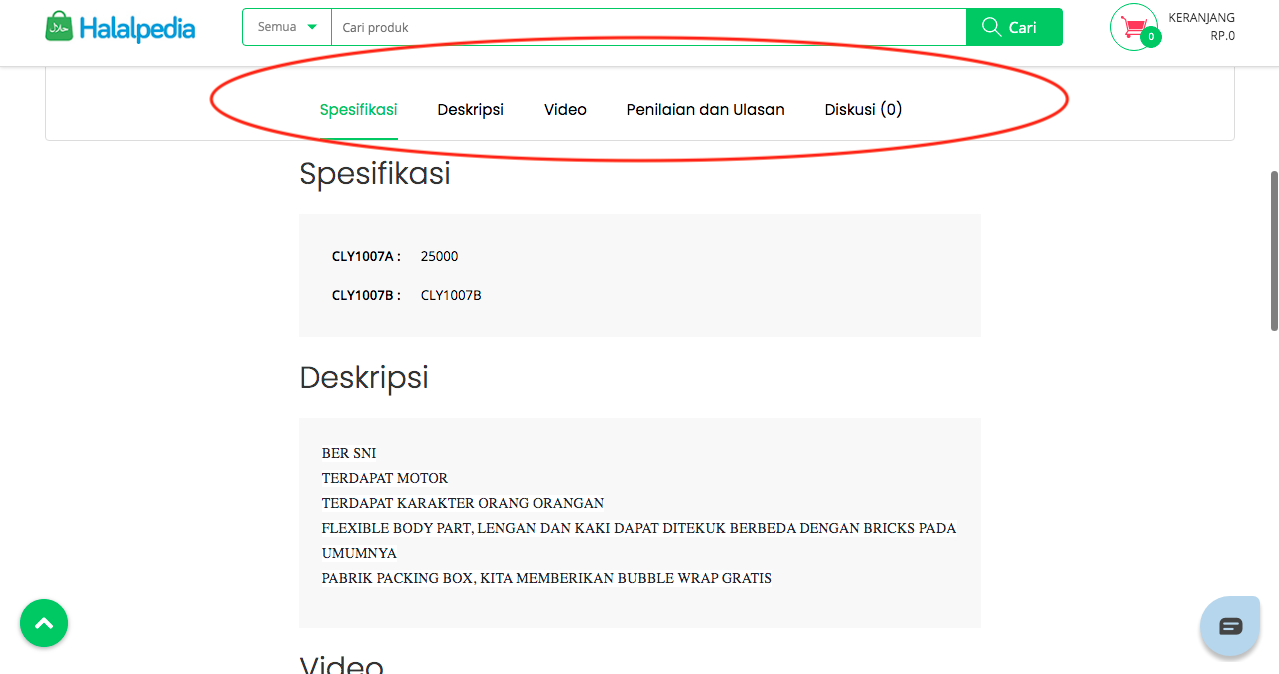 حلال Halalpedia
Semua
Cari produk
Cari
0
KERANJANG
RP.0
Spesifikasi
Deskripsi
Video
Penilaian dan Ulasan
Diskusi (0)
Spesifikasi
CLY1007A : 25000
CLY1007B : CLY1007B
Deskripsi
BER SNI
TERDAPAT MOTOR
TERDAPAT KARAKTER ORANG ORANGAN
FLEXIBLE BODY PART, LENGAN DAN KAKI DAPAT DITEKUK BERBEDA DENGAN BRICKS PADA
UMUMNYA
PABRIK PACKING BOX, KITA MEMBERIKAN BUBBLE WRAP GRATIS
Video